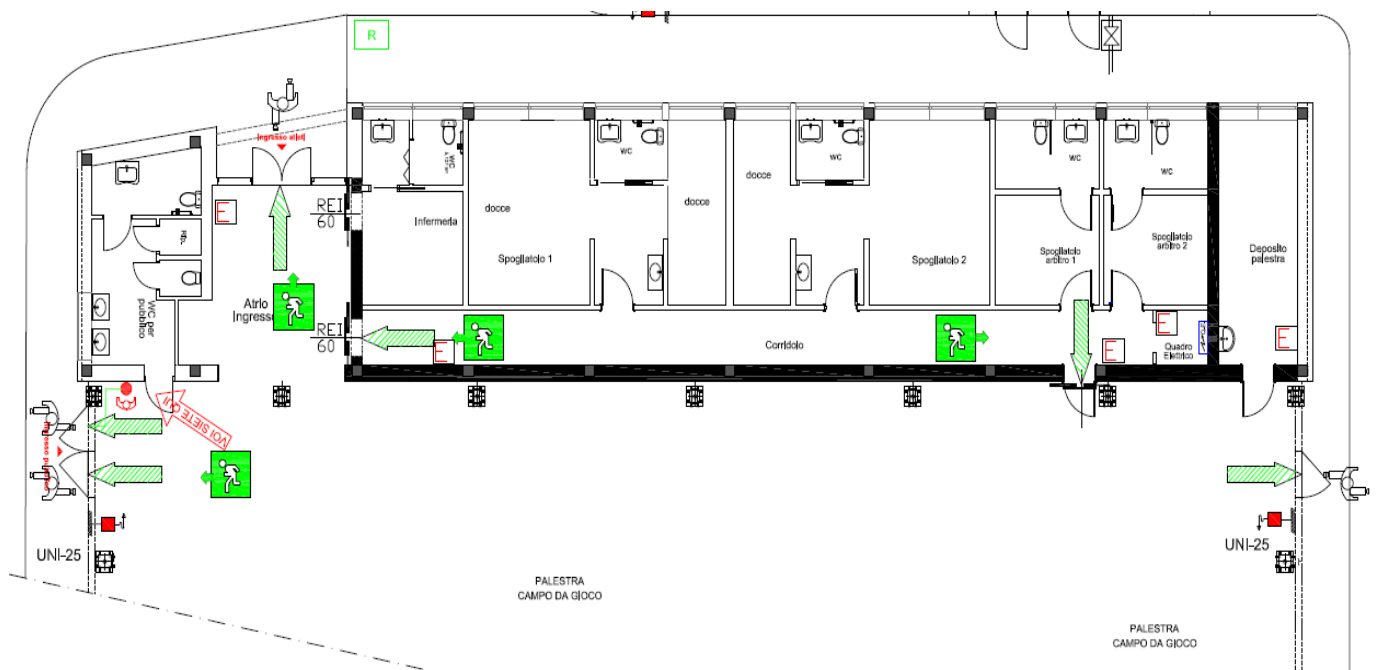 R
Ingresso atleti
REI
60
WC
Infermeria
docce
Spogliatoio 1
WC
docce
docce
WC
Spogliatoio 2
WC
Spogliatoio
arbitro 1
WC
Spogliatoio
arbitro 2
Deposito
palestra
E
Rip.
WC per
pubblico
Atrio
Ingresso
REI
60
E
Corridoio
E
E
Quadro
Elettrico
E
VOI SIETE QUI
Ingresso pubblico
UNI-25
UNI-25
PALESTRA
CAMPO DA GIOCO
PALESTRA
CAMPO DA GIOCO